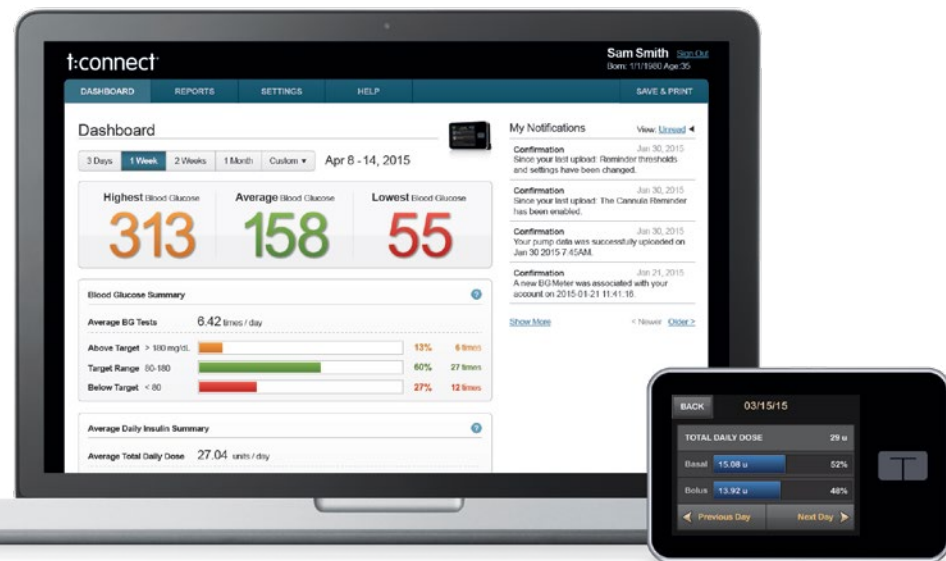 t:connect
Sam Smith Sign Out
Born: 1/1/1980 Age:35
DASHBOARD REPORTS SETTINGS HELP SAVE & PRINT
Dashboard
3 Days 1 Week 2 Weeks 1 Month Custom ▾ Apr 8 - 14, 2015
Highest Blood Glucose Average Blood Glucose Lowest Blood Glucose
313 158 55
Blood Glucose Summary ?
Average BG Tests 6.42 times / day
Above Target > 180 mg/dL 13% 6 times
Target Range 80-180 60% 27 times
Below Target < 80 27% 12 times
Average Daily Insulin Summary ?
Average Total Daily Dose 27.04 units / day
My Notifications View: Unread ◀
Confirmation Jan 30, 2015
Since your last upload: Reminder thresholds
and settings have been changed.
Confirmation Jan 30, 2015
Since your last upload: The Cannula Reminder
has been enabled.
Confirmation Jan 30, 2015
Your pump data was successfully uploaded on
Jan 30 2015 7:45AM.
Confirmation Jan 21, 2015
A new BG Meter was associated with your
account on 2015-01-21 11:41:16.
Show More < Newer Older >
BACK 03/15/15
TOTAL DAILY DOSE 29 u
Basal 15.08 u 52%
Bolus 13.92 u 48%
Previous Day Next Day